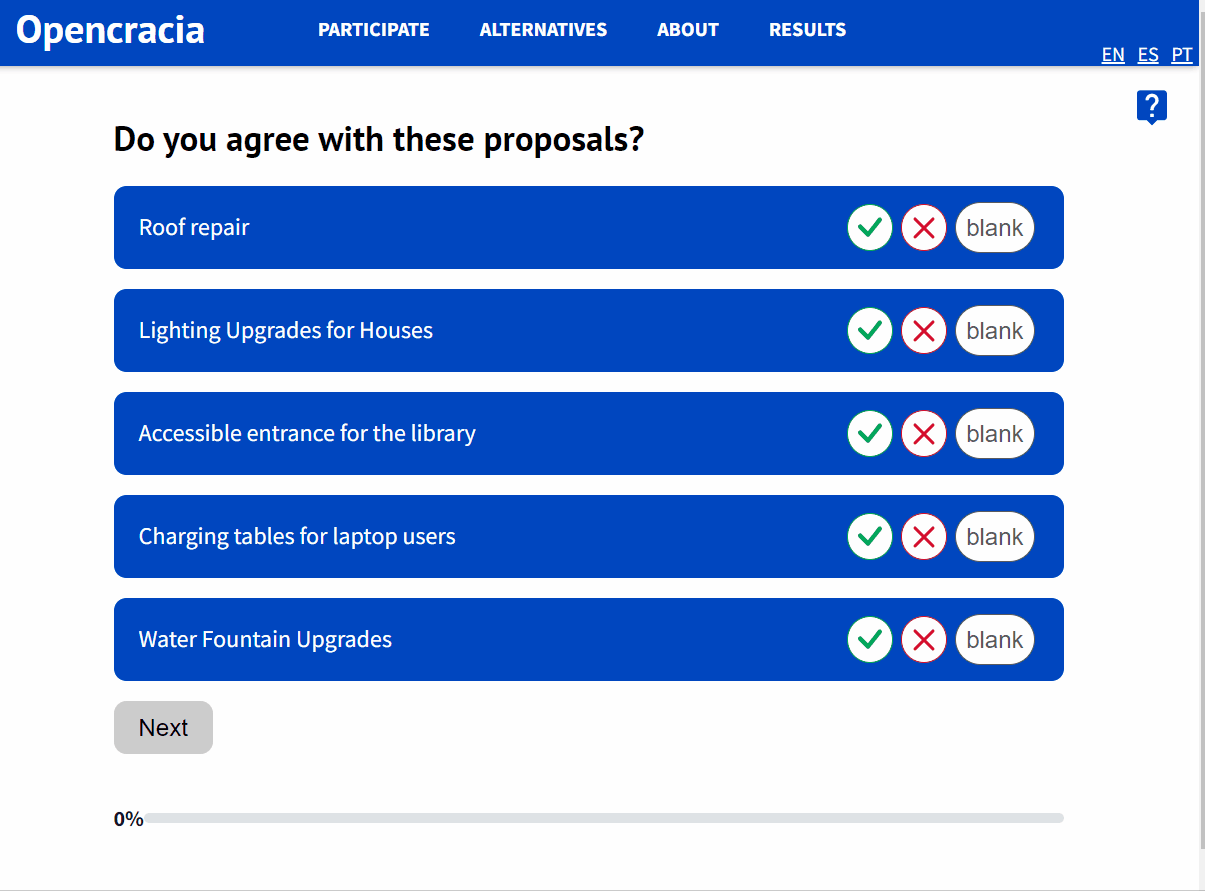 Opencracia
PARTICIPATE ALTERNATIVES ABOUT RESULTS
EN ES PT
?
Do you agree with these proposals?
Roof repair blank
Lighting Upgrades for Houses blank
Accessible entrance for the library blank
Charging tables for laptop users blank
Water Fountain Upgrades blank
Next
0%